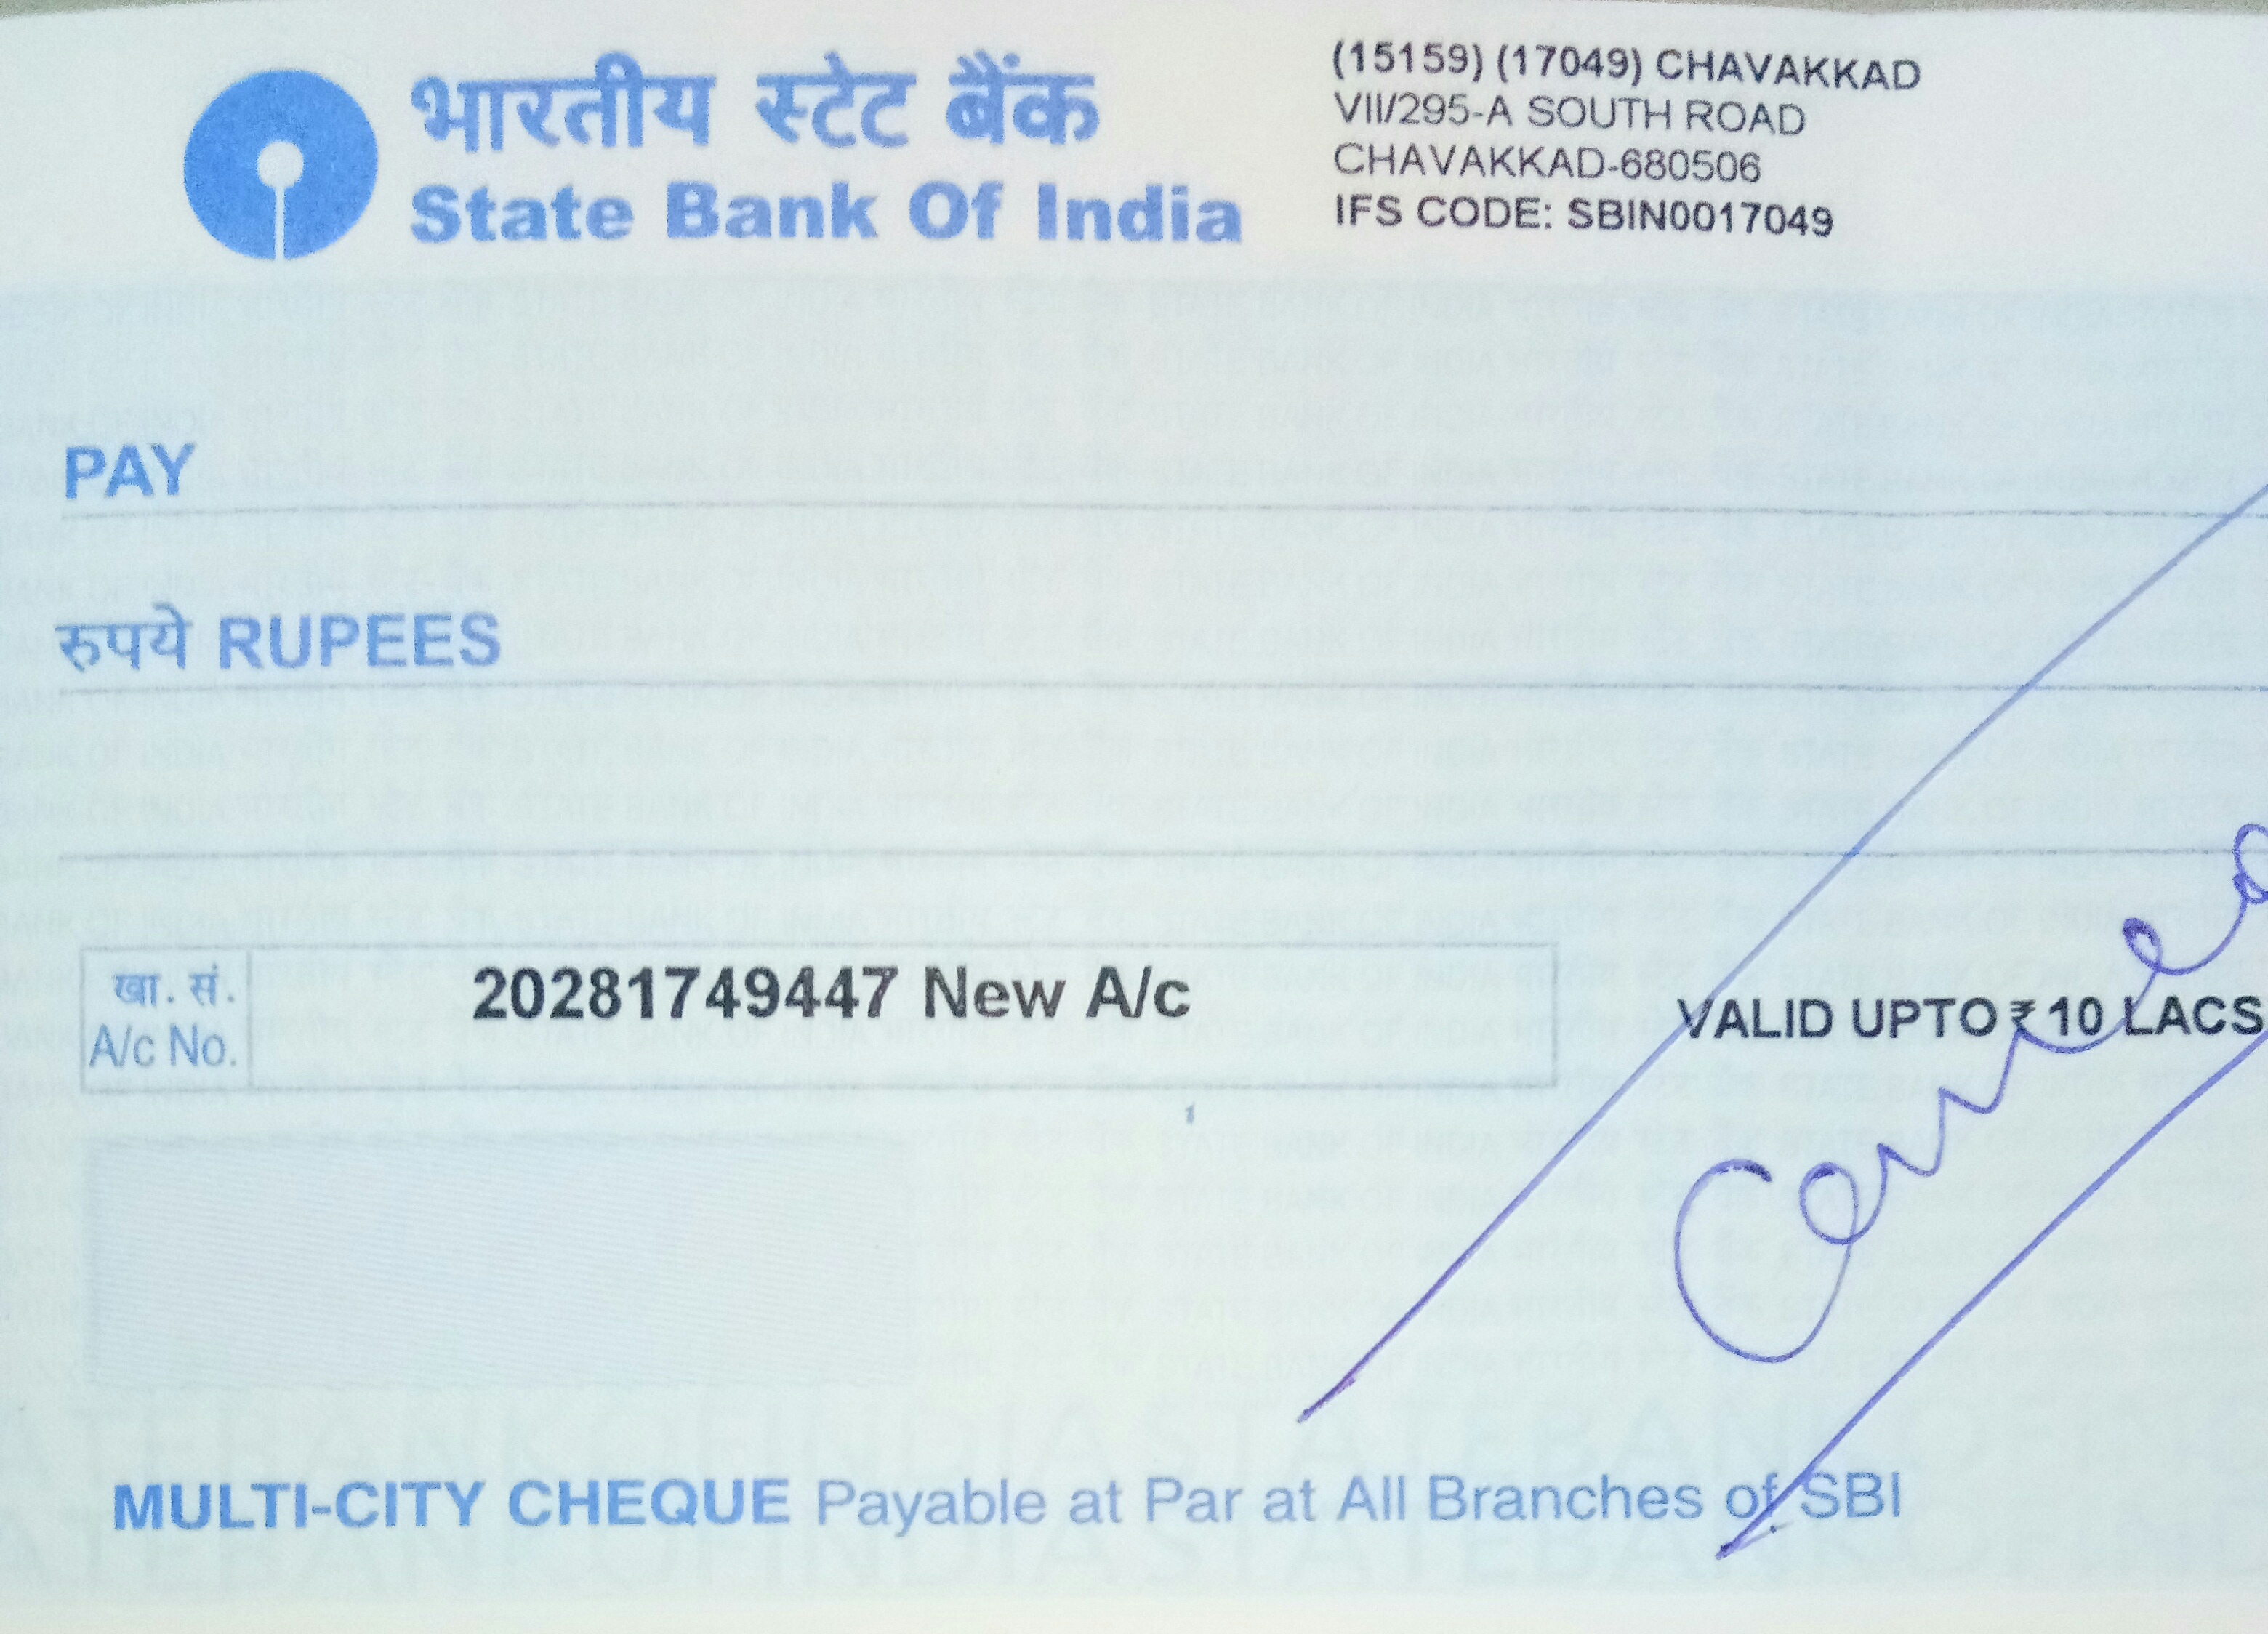 भारतीय स्टेट बैंक
State Bank Of India
(15159) (17049) CHAVAKKAD
VII/295-A SOUTH ROAD
CHAVAKKAD-680506
IFS CODE: SBIN0017049
PAY
रुपये RUPEES
खा. सं.
A/c No.
20281749447 New A/c
VALID UPTO ₹ 10 LACS
MULTI-CITY CHEQUE Payable at Par at All Branches of SBI